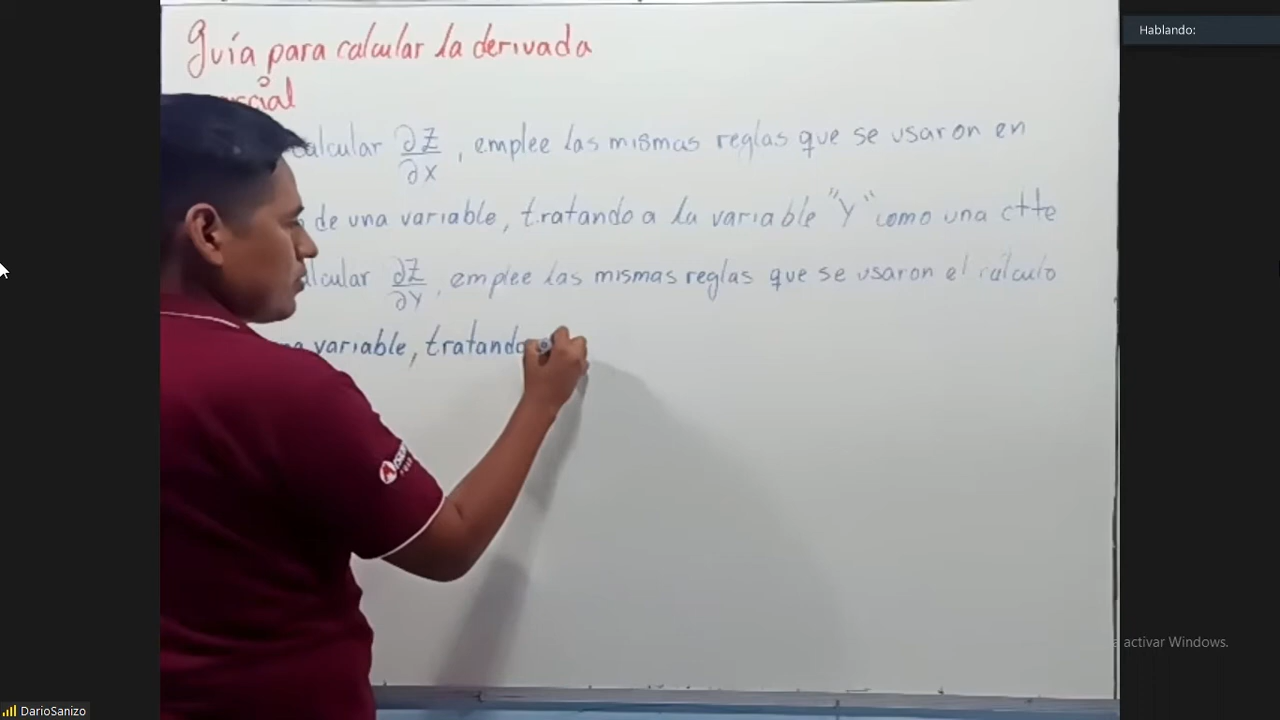 Guía para calcular la derivada
calcular ∂Z/∂X, emplee las mismas reglas que se usaron en
de una variable, tratando a la variable "Y" como una ctte
∂Z/∂Y, emplee las mismas reglas que se usaron el cálculo
variable, tratando
Hablando:
activar Windows.
DarioSanizo